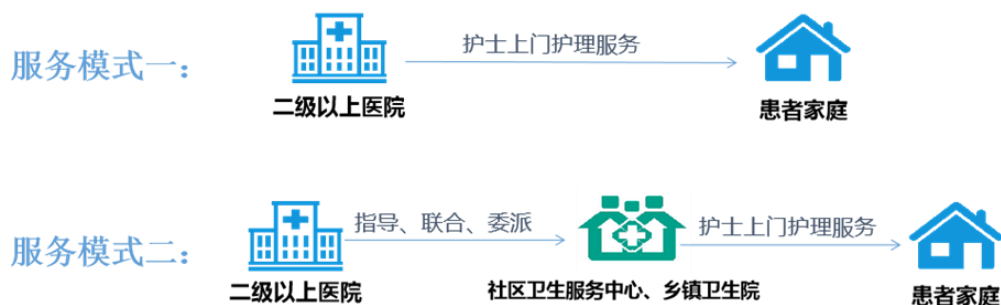 服务模式一：
护士上门护理服务
二级以上医院
患者家庭
服务模式二：
指导、联合、委派
护士上门护理服务
二级以上医院
社区卫生服务中心、乡镇卫生院
患者家庭